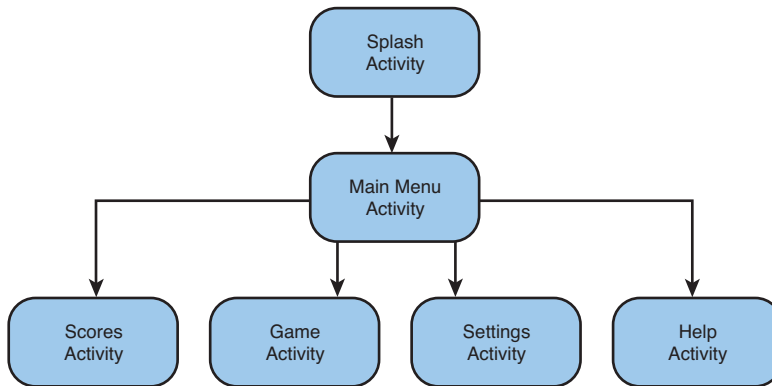 Splash
Activity
Main Menu
Activity
Scores
Activity
Game
Activity
Settings
Activity
Help
Activity